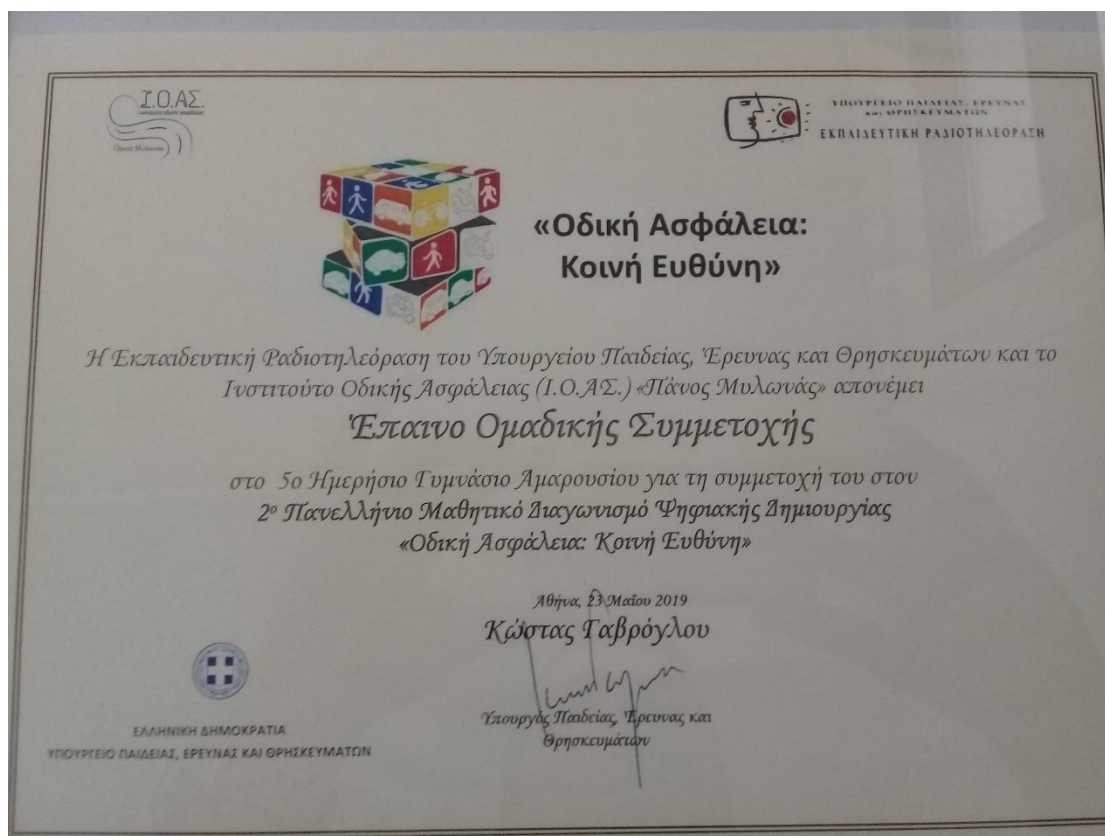 Ι.Ο.ΑΣ.
Πάνος Μυλωνάς
ΥΠΟΥΡΓΕΙΟ ΠΑΙΔΕΙΑΣ, ΕΡΕΥΝΑΣ
και ΘΡΗΣΚΕΥΜΑΤΩΝ
ΕΚΠΑΙΔΕΥΤΙΚΗ ΡΑΔΙΟΤΗΛΕΟΡΑΣΗ
«Οδική Ασφάλεια:
Κοινή Ευθύνη»
Η Εκπαιδευτική Ραδιοτηλεόραση του Υπουργείου Παιδείας, Έρευνας και Θρησκευμάτων και το
Ινστιτούτο Οδικής Ασφάλειας (Ι.Ο.ΑΣ.) «Πάνος Μυλωνάς» απονέμει
Έπαινο Ομαδικής Συμμετοχής
στο 5ο Ημερήσιο Γυμνάσιο Αμαρουσίου για τη συμμετοχή του στον
2ο Πανελλήνιο Μαθητικό Διαγωνισμό Ψηφιακής Δημιουργίας
«Οδική Ασφάλεια: Κοινή Ευθύνη»
Αθήνα, 23 Μαΐου 2019
Κώστας Γαβρόγλου
Υπουργός Παιδείας, Έρευνας και
Θρησκευμάτων
ΕΛΛΗΝΙΚΗ ΔΗΜΟΚΡΑΤΙΑ
ΥΠΟΥΡΓΕΙΟ ΠΑΙΔΕΙΑΣ, ΕΡΕΥΝΑΣ ΚΑΙ ΘΡΗΣΚΕΥΜΑΤΩΝ